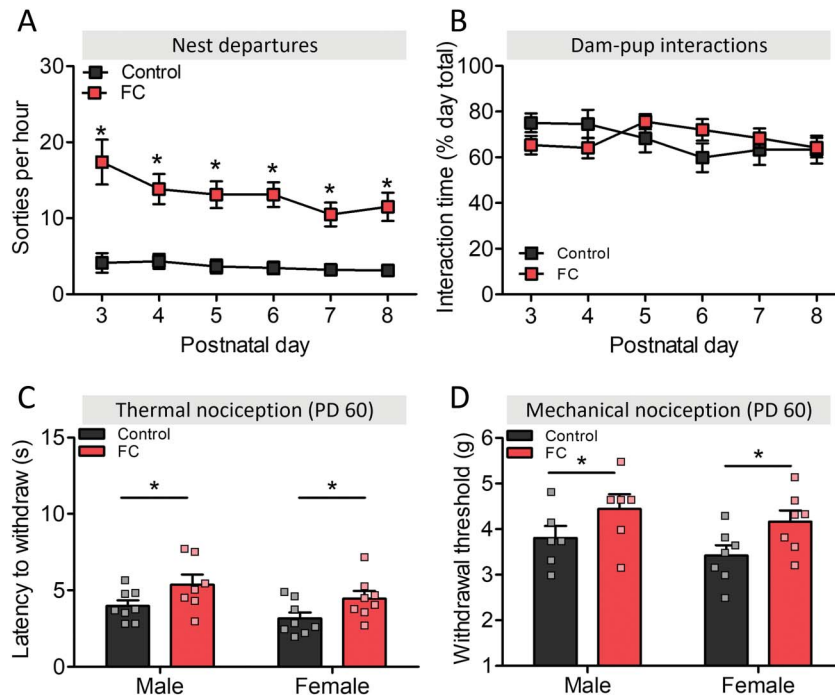 A
Nest departures
Control
FC
Sorties per hour
30
20
10
0
* * * * * *
3 4 5 6 7 8
Postnatal day
B
Dam-pup interactions
Interaction time (% day total)
100
80
60
40
20
0
Control
FC
3 4 5 6 7 8
Postnatal day
C
Thermal nociception (PD 60)
Control
FC
Latency to withdraw (s)
15
10
5
0
* *
Male Female
D
Mechanical nociception (PD 60)
Control
FC
Withdrawal threshold (g)
6
5
4
3
2
1
* *
Male Female